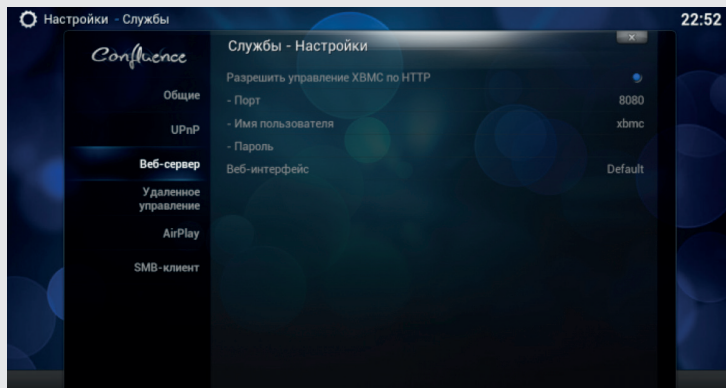 Настройки - Службы
22:52
Confluence
Службы - Настройки
Общие
UPnP
Веб-сервер
Удаленное
управление
AirPlay
SMB-клиент
Разрешить управление XBMC по HTTP
- Порт 8080
- Имя пользователя xbmc
- Пароль
Веб-интерфейс Default